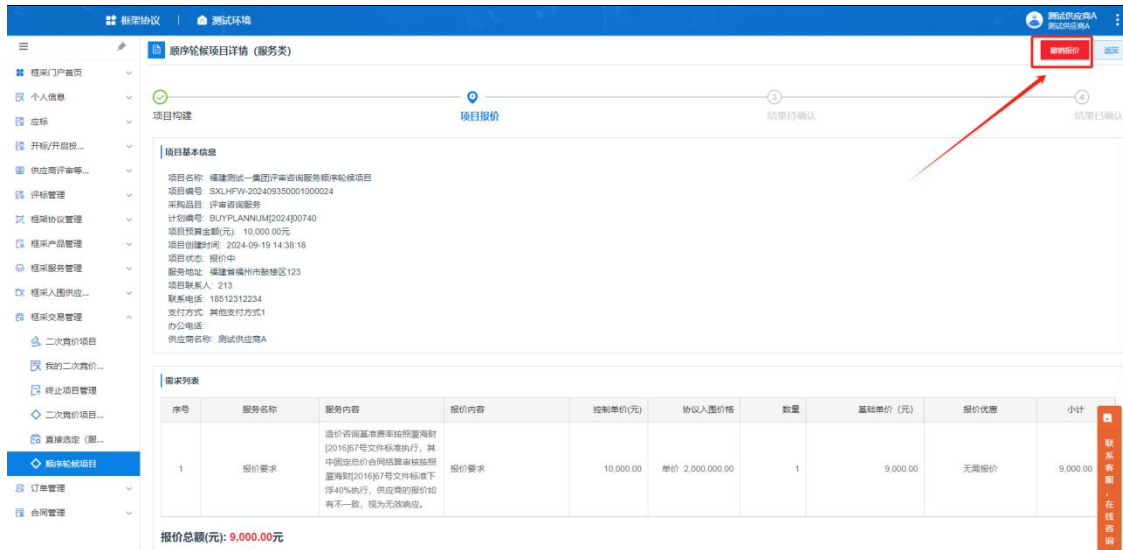 框架协议 | 测试环境
测试供应商A
测试供应商A
顺序轮候项目详情（服务类）
撤销报价
返回
框采门户首页
个人信息
应标
开标/开启投...
供应商评审等...
评标管理
框架协议管理
框采产品管理
框采服务管理
框采入围供应...
框采交易管理
二次竞价项目
我的二次竞价...
终止项目管理
二次竞价项目...
直接选定（服...
顺序轮候项目
订单管理
合同管理
项目构建
项目报价
3
结果待确认
4
结果已确认
项目基本信息
项目名称: 福建测试一集团评审咨询服务顺序轮候项目
项目编号: SXLHFW-202409350001000024
采购品目: 评审咨询服务
计划编号: BUYPLANNUM[2024]00740
项目预算金额(元): 10,000.00元
项目创建时间: 2024-09-19 14:38:18
项目状态: 报价中
服务地址: 福建省福州市鼓楼区123
项目联系人: 213
联系电话: 18512312234
支付方式: 其他支付方式1
办公电话:
供应商名称: 测试供应商A
需求列表
序号 服务名称 服务内容 报价内容 控制单价(元) 协议入围价格 数量 基础单价（元） 报价优惠 小计
造价咨询基准费率按照厦海财
[2016]67号文件标准执行，其
中固定总价合同结算审核按照
厦海财[2016]67号文件标准下
浮40%执行，供应商的报价如
有不一致，视为无效响应。
1 报价要求 报价要求 10,000.00 单价 2,000,000.00 1 9,000.00 无需报价 9,000.00
报价总额(元): 9,000.00元
联系客服，在线咨询